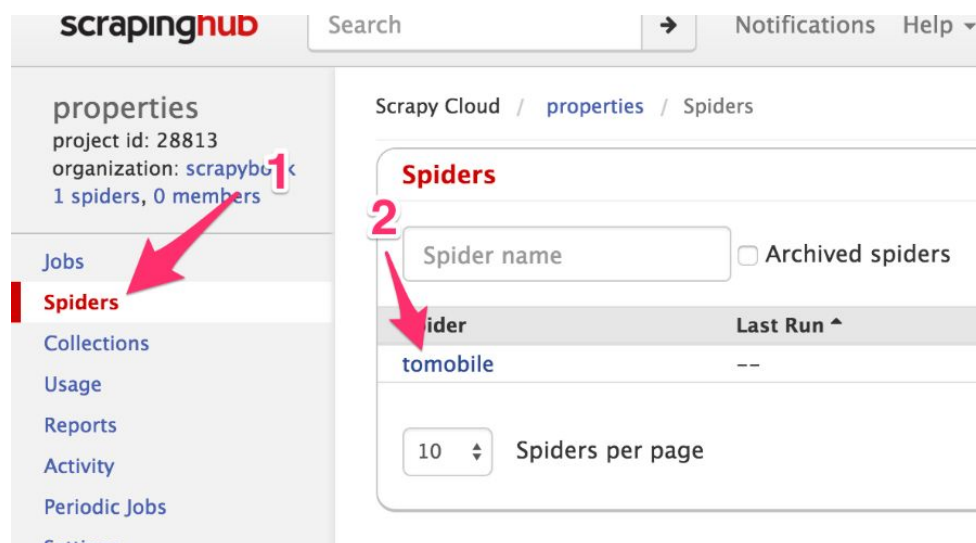 scrapinghub Search → Notifications Help
properties
project id: 28813
organization: 1
1 spiders, 0 members
Jobs
Spiders
Collections
Usage
Reports
Activity
Periodic Jobs
Scrapy Cloud / properties / Spiders
Spiders
2
Spider name Archived spiders
Last Run
tomobile --
10 Spiders per page